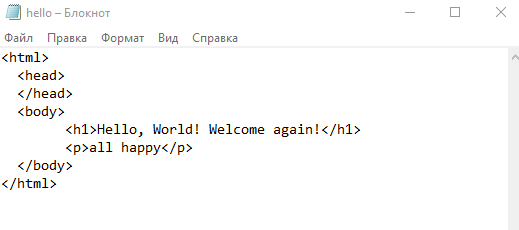 hello – Блокнот
Файл Правка Формат Вид Справка
<html>
  <head>
  </head>
  <body>
        <h1>Hello, World! Welcome again!</h1>
        <p>all happy</p>
  </body>
</html>